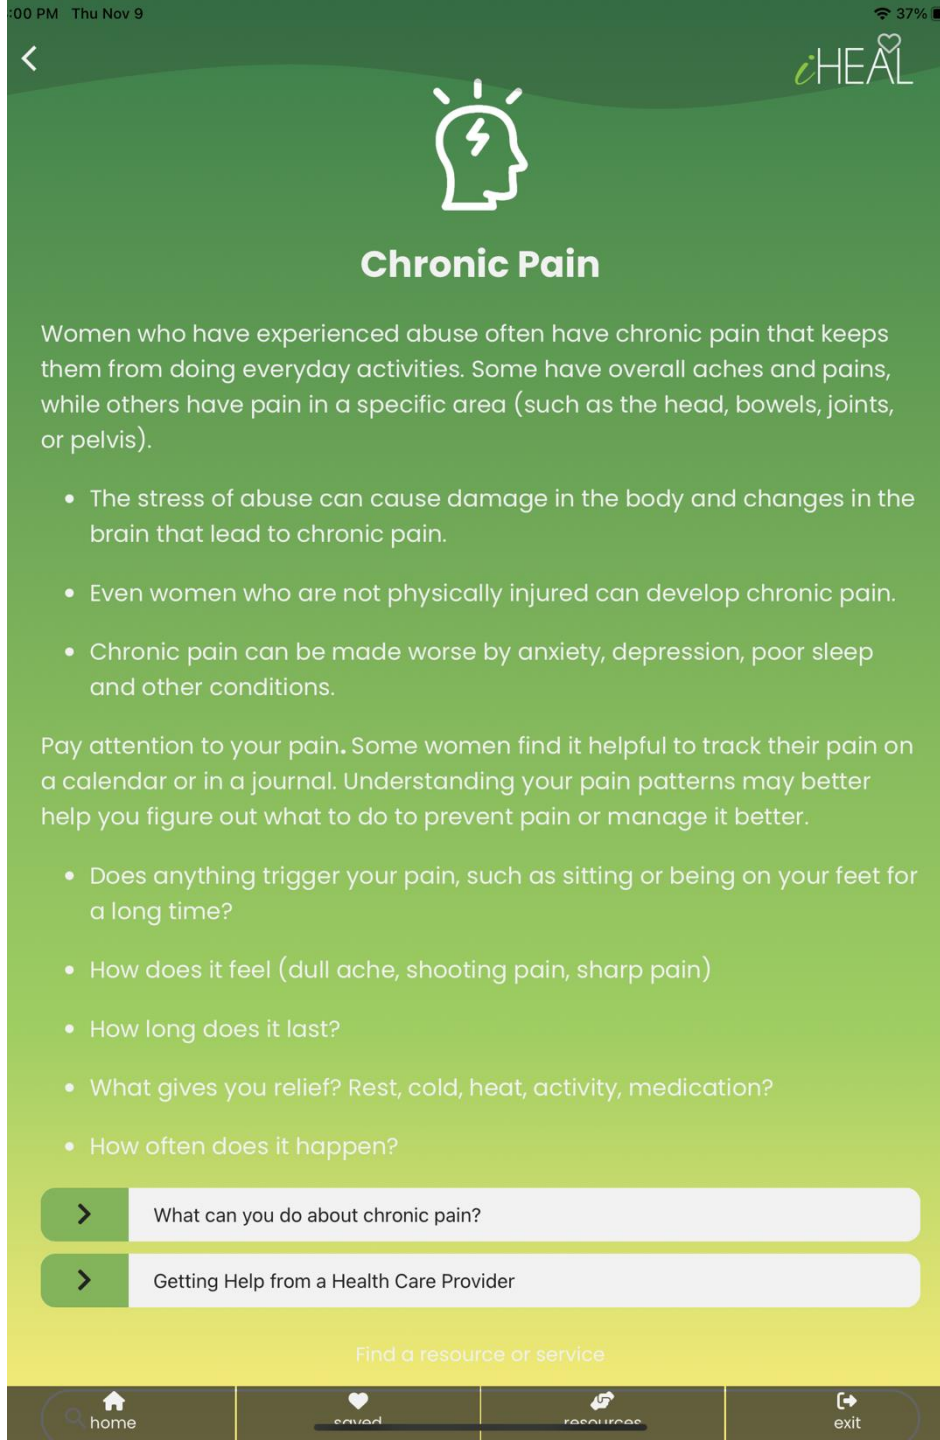 :00 PM Thu Nov 9
37%
iHEAL
Chronic Pain
Women who have experienced abuse often have chronic pain that keeps
them from doing everyday activities. Some have overall aches and pains,
while others have pain in a specific area (such as the head, bowels, joints,
or pelvis).
• The stress of abuse can cause damage in the body and changes in the
brain that lead to chronic pain.
• Even women who are not physically injured can develop chronic pain.
• Chronic pain can be made worse by anxiety, depression, poor sleep
and other conditions.
Pay attention to your pain. Some women find it helpful to track their pain on
a calendar or in a journal. Understanding your pain patterns may better
help you figure out what to do to prevent pain or manage it better.
• Does anything trigger your pain, such as sitting or being on your feet for
a long time?
• How does it feel (dull ache, shooting pain, sharp pain)
• How long does it last?
• What gives you relief? Rest, cold, heat, activity, medication?
• How often does it happen?
What can you do about chronic pain?
Getting Help from a Health Care Provider
Find a resource or service
home saved resources exit